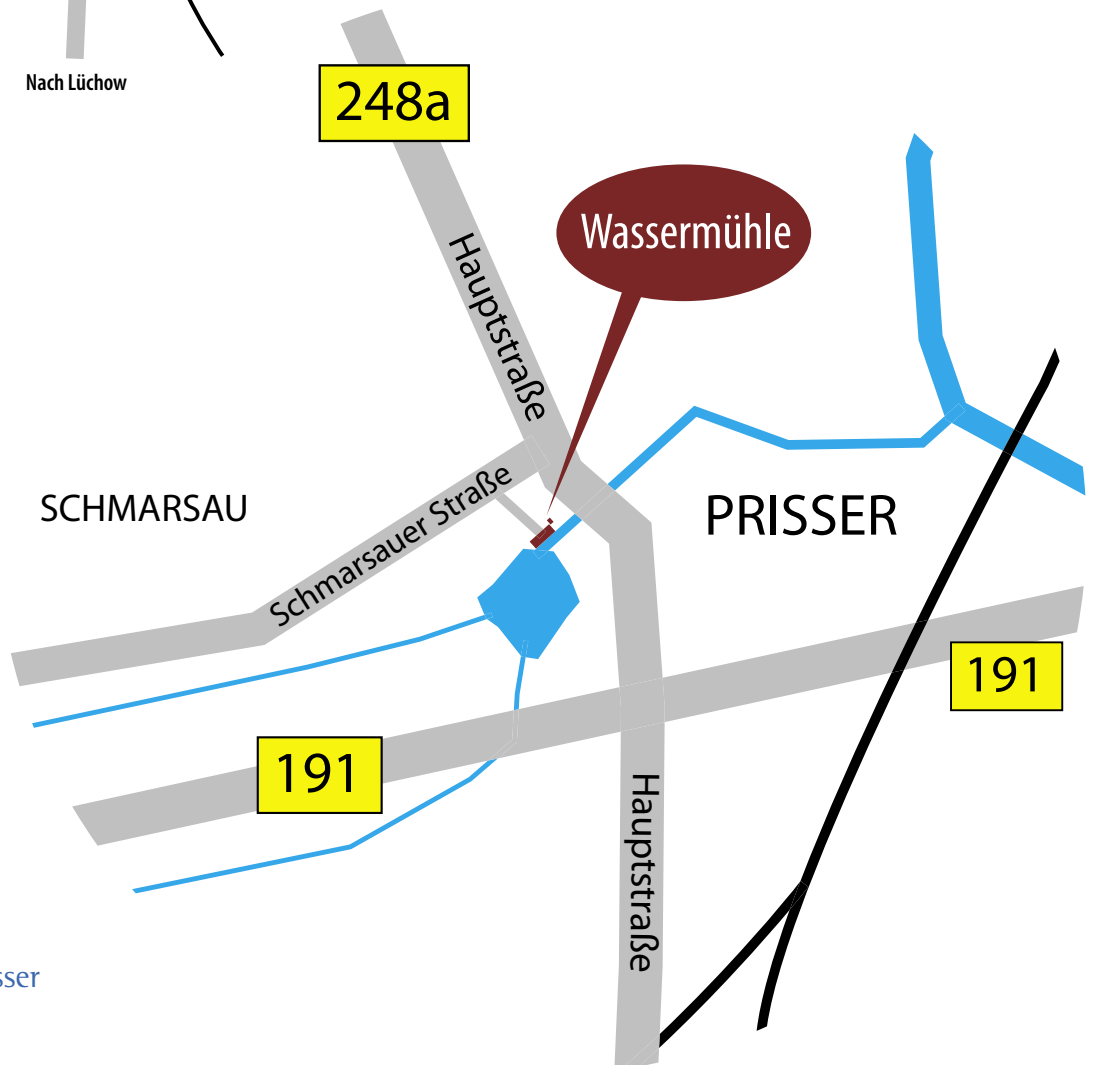 Nach Lüchow
248a
Wassermühle
Hauptstraße
SCHMARSAU
Schmarsauer Straße
PRISSER
191
191
Hauptstraße
sser